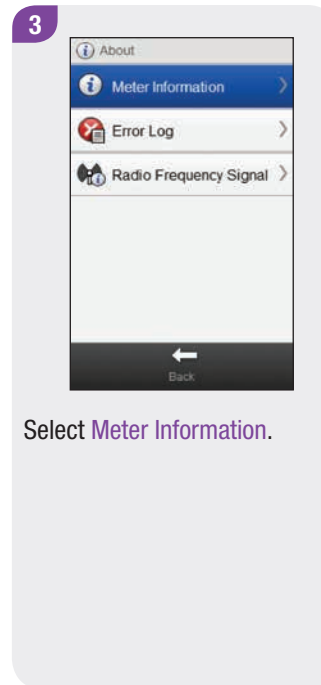 3
About
Meter Information
Error Log
Radio Frequency Signal
Back
Select Meter Information.